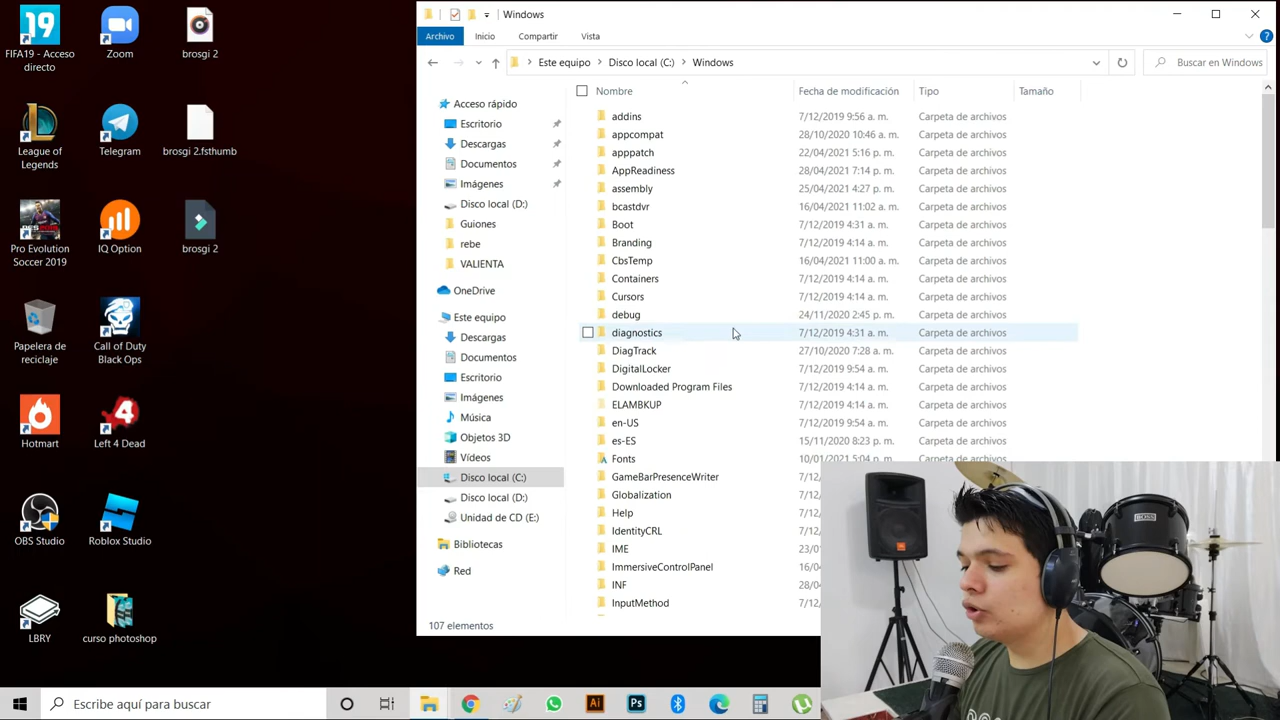 FIFA19 - Acceso
directo
Zoom
brosgi 2
League of
Legends
Telegram
brosgi 2.fsthumb
Pro Evolution
Soccer 2019
IQ Option
brosgi 2
Papelera de
reciclaje
Call of Duty
Black Ops
Hotmart
Left 4 Dead
OBS Studio
Roblox Studio
LBRY
curso photoshop
Windows
Archivo
Inicio
Compartir
Vista
Este equipo > Disco local (C:) > Windows
Buscar en Windows
Acceso rápido
Escritorio
Descargas
Documentos
Imágenes
Disco local (D:)
Guiones
rebe
VALIENTA
OneDrive
Este equipo
Descargas
Documentos
Escritorio
Imágenes
Música
Objetos 3D
Vídeos
Disco local (C:)
Disco local (D:)
Unidad de CD (E:)
Bibliotecas
Red
Nombre Fecha de modificación Tipo Tamaño
addins 7/12/2019 9:56 a. m. Carpeta de archivos
appcompat 28/10/2020 10:46 a. m. Carpeta de archivos
apppatch 22/04/2021 5:16 p. m. Carpeta de archivos
AppReadiness 28/04/2021 7:14 p. m. Carpeta de archivos
assembly 25/04/2021 4:27 p. m. Carpeta de archivos
bcastdvr 16/04/2021 11:02 a. m. Carpeta de archivos
Boot 7/12/2019 4:31 a. m. Carpeta de archivos
Branding 7/12/2019 4:14 a. m. Carpeta de archivos
CbsTemp 16/04/2021 11:00 a. m. Carpeta de archivos
Containers 7/12/2019 4:14 a. m. Carpeta de archivos
Cursors 7/12/2019 4:14 a. m. Carpeta de archivos
debug 24/11/2020 2:45 p. m. Carpeta de archivos
diagnostics 7/12/2019 4:31 a. m. Carpeta de archivos
DiagTrack 27/10/2020 7:28 a. m. Carpeta de archivos
DigitalLocker 7/12/2019 9:54 a. m. Carpeta de archivos
Downloaded Program Files 7/12/2019 4:14 a. m. Carpeta de archivos
ELAMBKUP 7/12/2019 4:14 a. m. Carpeta de archivos
en-US 7/12/2019 9:54 a. m. Carpeta de archivos
es-ES 15/11/2020 8:23 p. m. Carpeta de archivos
Fonts 10/01/2021 5:04 p. m. Carpeta de archivos
GameBarPresenceWriter 7/12
Globalization 7/12
Help 7/12
IdentityCRL 7/12
IME 23/01
ImmersiveControlPanel 16/04
INF 28/04
InputMethod 7/12
107 elementos
BOSS
JBL
Escribe aquí para buscar
Ai
Ps